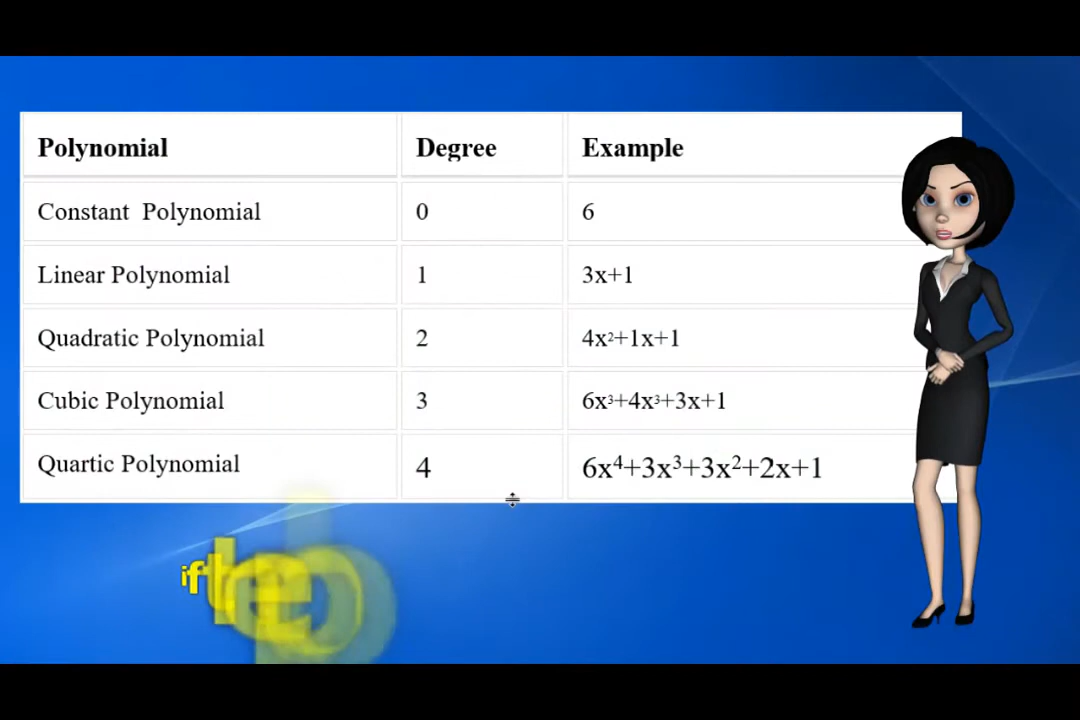 Polynomial Degree Example
Constant Polynomial 0 6
Linear Polynomial 1 3x+1
Quadratic Polynomial 2 4x²+1x+1
Cubic Polynomial 3 6x³+4x³+3x+1
Quartic Polynomial 4 6x⁴+3x³+3x²+2x+1
if